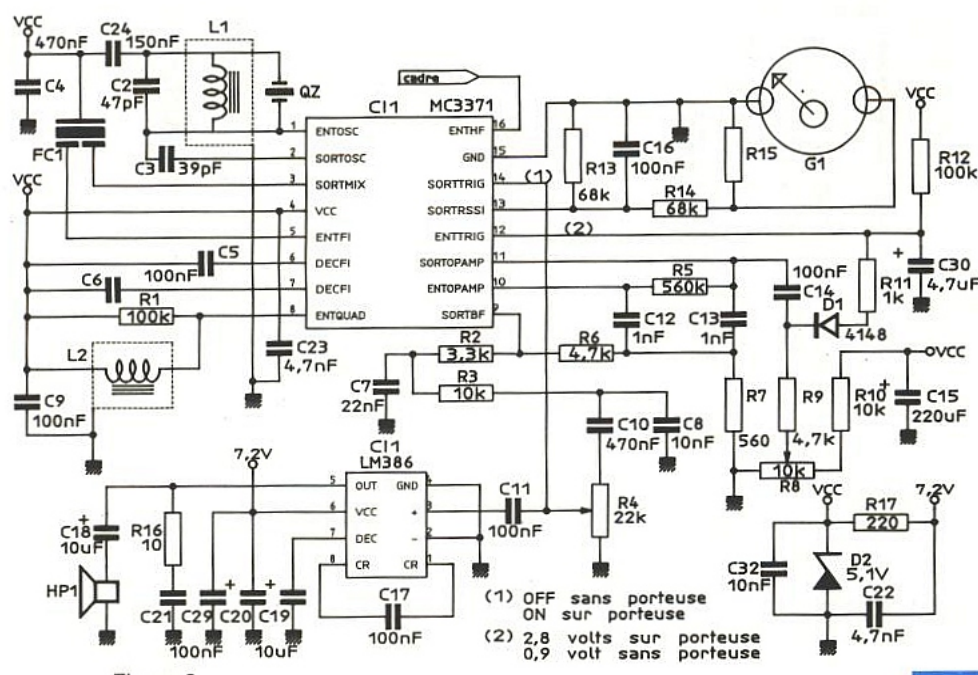 VCC
C24
470nF
150nF
L1
C4
C2
47pF
QZ
FC1
C3
39pF
cadre
CI1
MC3371
1
ENTOSC
2
SORTOSC
3
SORTMIX
4
VCC
5
ENTFI
6
DECFI
7
DECFI
8
ENTQUAD
16
ENTHF
15
GND
14
SORTTRIG
13
SORTRSSI
12
ENTTRIG
11
SORTOPAMP
10
ENTOPAMP
9
SORTBF
(1)
(2)
R13
68k
C16
100nF
R14
68k
R15
G1
VCC
R12
100k
+
C30
4,7uF
R11
1k
100nF
C14
D1
4148
VCC
C5
100nF
C6
R1
100k
L2
C9
100nF
C23
4,7nF
R5
560k
C12
1nF
C13
1nF
R2
3,3k
R6
4,7k
R3
10k
C7
22nF
C10
470nF
C8
10nF
R7
560
R9
4,7k
R10
10k
+
VCC
C15
220uF
10k
R8
7,2V
CI1
LM386
5
OUT
6
VCC
7
DEC
8
CR
GND
4
+
3
-
2
CR
1
C11
100nF
R4
22k
C18
+
10uF
R16
10
HP1
C21
C29
100nF
C20
+
10uF
C19
+
C17
100nF
VCC
R17
220
7,2V
C32
10nF
D2
5,1V
C22
4,7nF
(1) OFF sans porteuse
ON sur porteuse
(2) 2,8 volts sur porteuse
0,9 volt sans porteuse